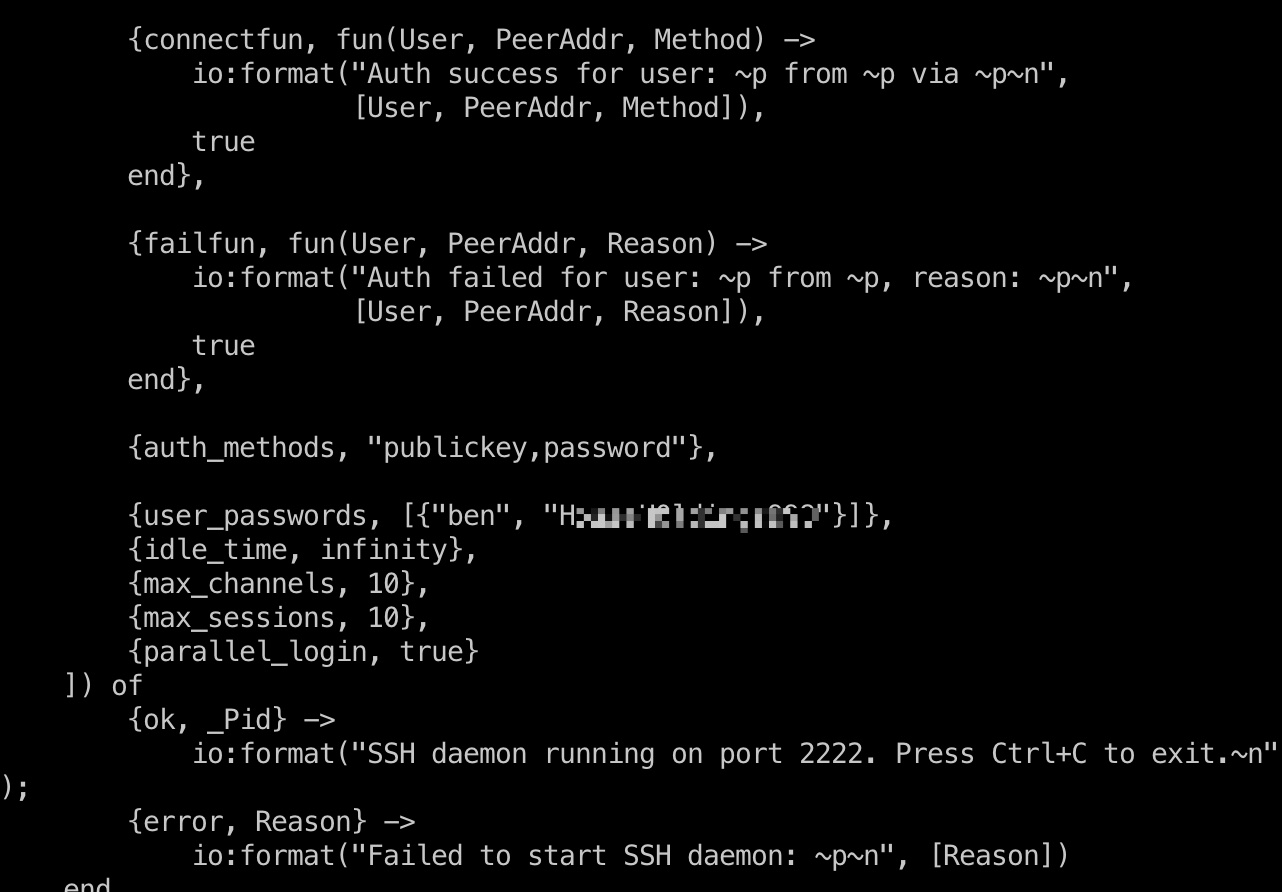 {connectfun, fun(User, PeerAddr, Method) ->
io:format("Auth success for user: ~p from ~p via ~p~n",
[User, PeerAddr, Method]),
true
end},
{failfun, fun(User, PeerAddr, Reason) ->
io:format("Auth failed for user: ~p from ~p, reason: ~p~n",
[User, PeerAddr, Reason]),
true
end},
{auth_methods, "publickey,password"},
{user_passwords, [{"ben", "H"}]},
{idle_time, infinity},
{max_channels, 10},
{max_sessions, 10},
{parallel_login, true}
]) of
{ok, _Pid} ->
io:format("SSH daemon running on port 2222. Press Ctrl+C to exit.~n"
);
{error, Reason} ->
io:format("Failed to start SSH daemon: ~p~n", [Reason])
end